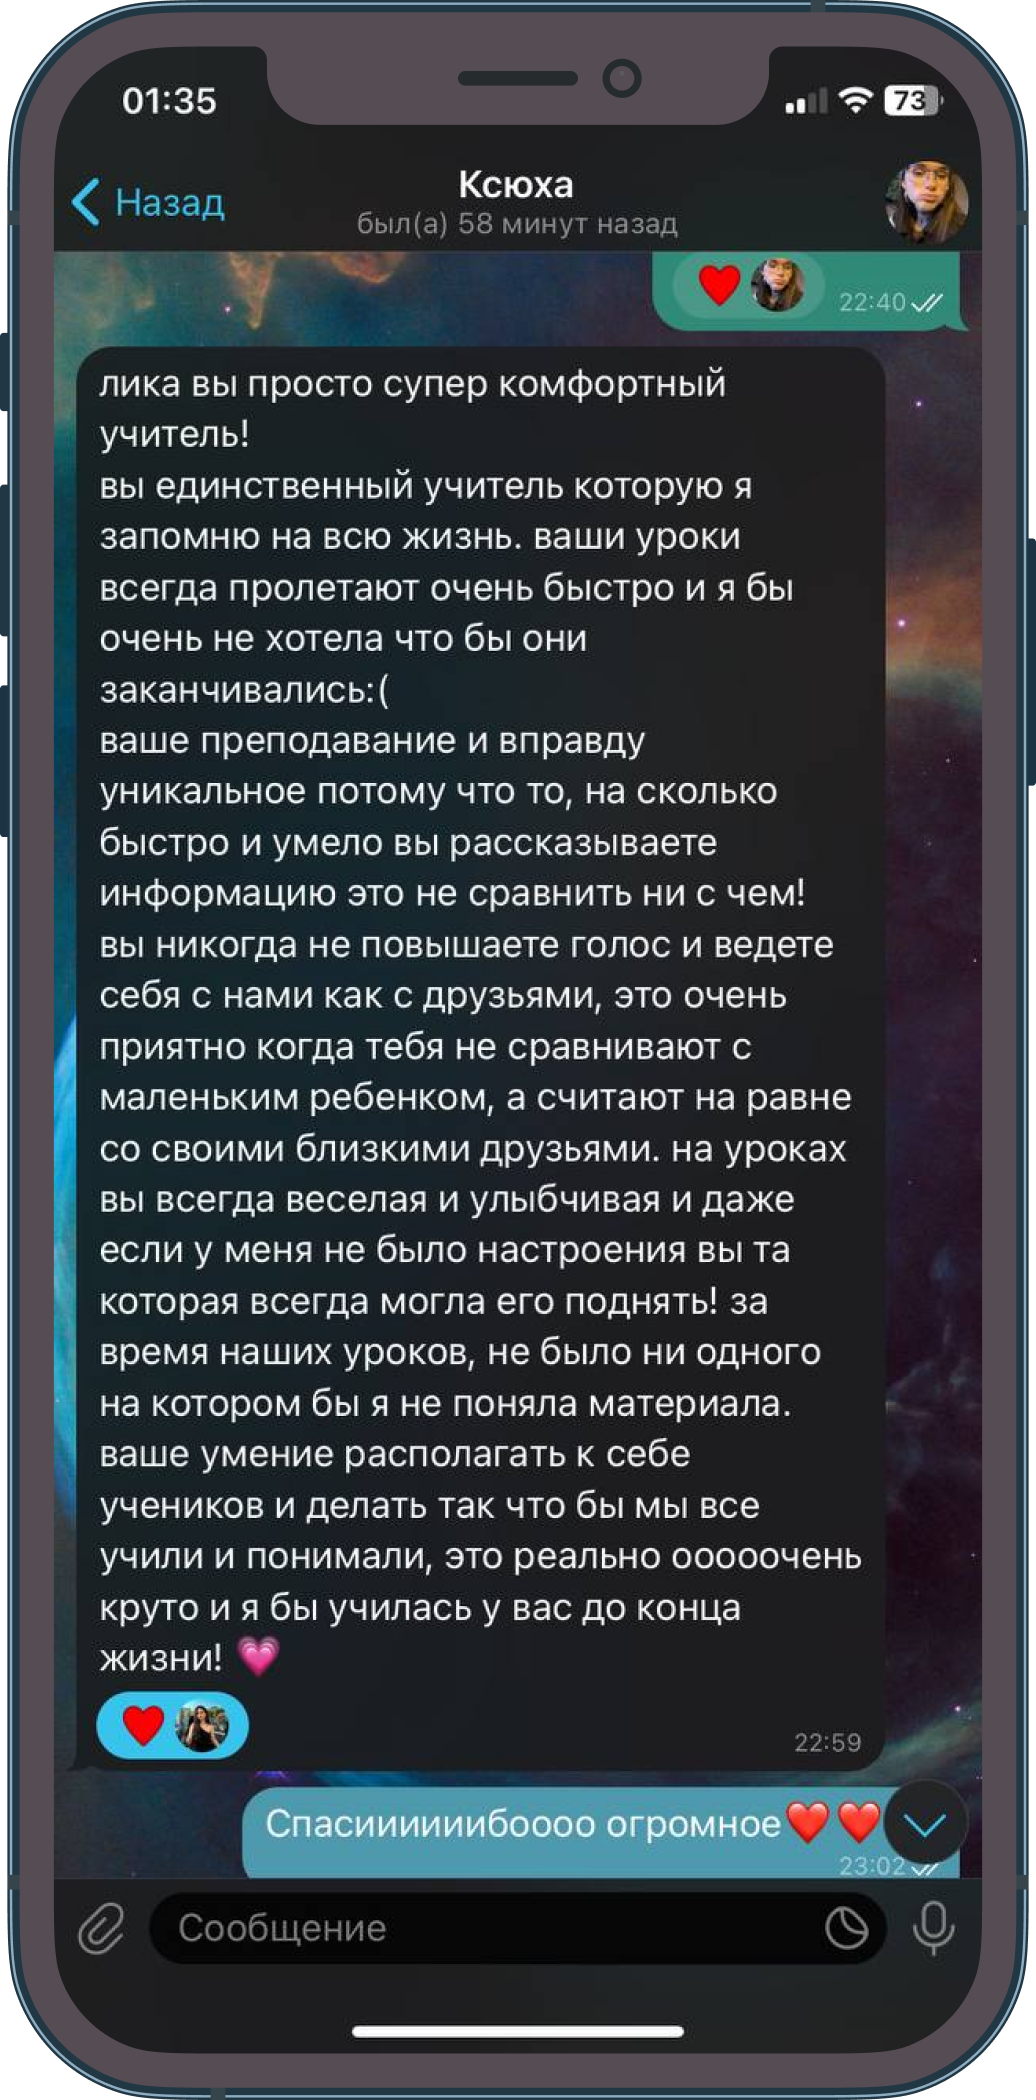 01:35
73
Назад
Ксюха
был(а) 58 минут назад
22:40
лика вы просто супер комфортный
учитель!
вы единственный учитель которую я
запомню на всю жизнь. ваши уроки
всегда пролетают очень быстро и я бы
очень не хотела что бы они
заканчивались:(
ваше преподавание и вправду
уникальное потому что то, на сколько
быстро и умело вы рассказываете
информацию это не сравнить ни с чем!
вы никогда не повышаете голос и ведете
себя с нами как с друзьями, это очень
приятно когда тебя не сравнивают с
маленьким ребенком, а считают на равне
со своими близкими друзьями. на уроках
вы всегда веселая и улыбчивая и даже
если у меня не было настроения вы та
которая всегда могла его поднять! за
время наших уроков, не было ни одного
на котором бы я не поняла материала.
ваше умение располагать к себе
учеников и делать так что бы мы все
учили и понимали, это реально ооооочень
круто и я бы училась у вас до конца
жизни! 💗
22:59
Спасиииииибоооо огромное❤️❤️
23:02
Сообщение